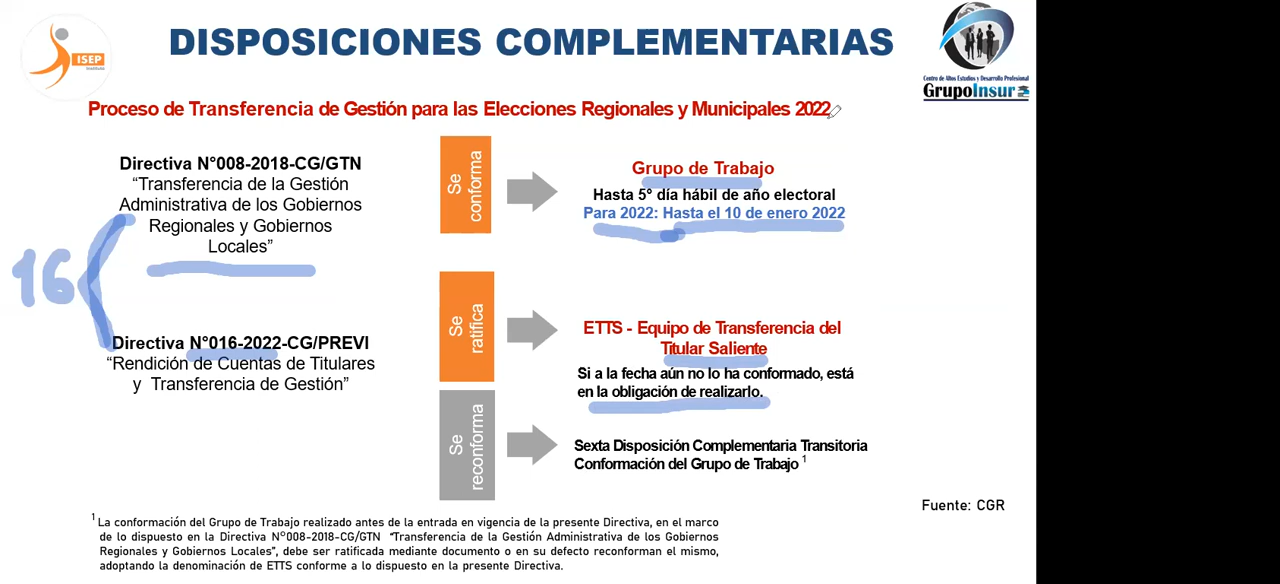 DISPOSICIONES COMPLEMENTARIAS
ISEP
Instituto
Centro de Altos Estudios y Desarrollo Profesional
GrupoInsur
Proceso de Transferencia de Gestión para las Elecciones Regionales y Municipales 2022
Directiva N°008-2018-CG/GTN
“Transferencia de la Gestión
Administrativa de los Gobiernos
Regionales y Gobiernos
Locales”
Se
conforma
Grupo de Trabajo
Hasta 5° día hábil de año electoral
Para 2022: Hasta el 10 de enero 2022
16
Directiva N°016-2022-CG/PREVI
“Rendición de Cuentas de Titulares
y Transferencia de Gestión”
Se
ratifica
ETTS - Equipo de Transferencia del
Titular Saliente
Si a la fecha aún no lo ha conformado, está
en la obligación de realizarlo.
Se
reconforma
Sexta Disposición Complementaria Transitoria
Conformación del Grupo de Trabajo 1
Fuente: CGR
1 La conformación del Grupo de Trabajo realizado antes de la entrada en vigencia de la presente Directiva, en el marco
de lo dispuesto en la Directiva N°008-2018-CG/GTN “Transferencia de la Gestión Administrativa de los Gobiernos
Regionales y Gobiernos Locales”, debe ser ratificada mediante documento o en su defecto reconforman el mismo,
adoptando la denominación de ETTS conforme a lo dispuesto en la presente Directiva.